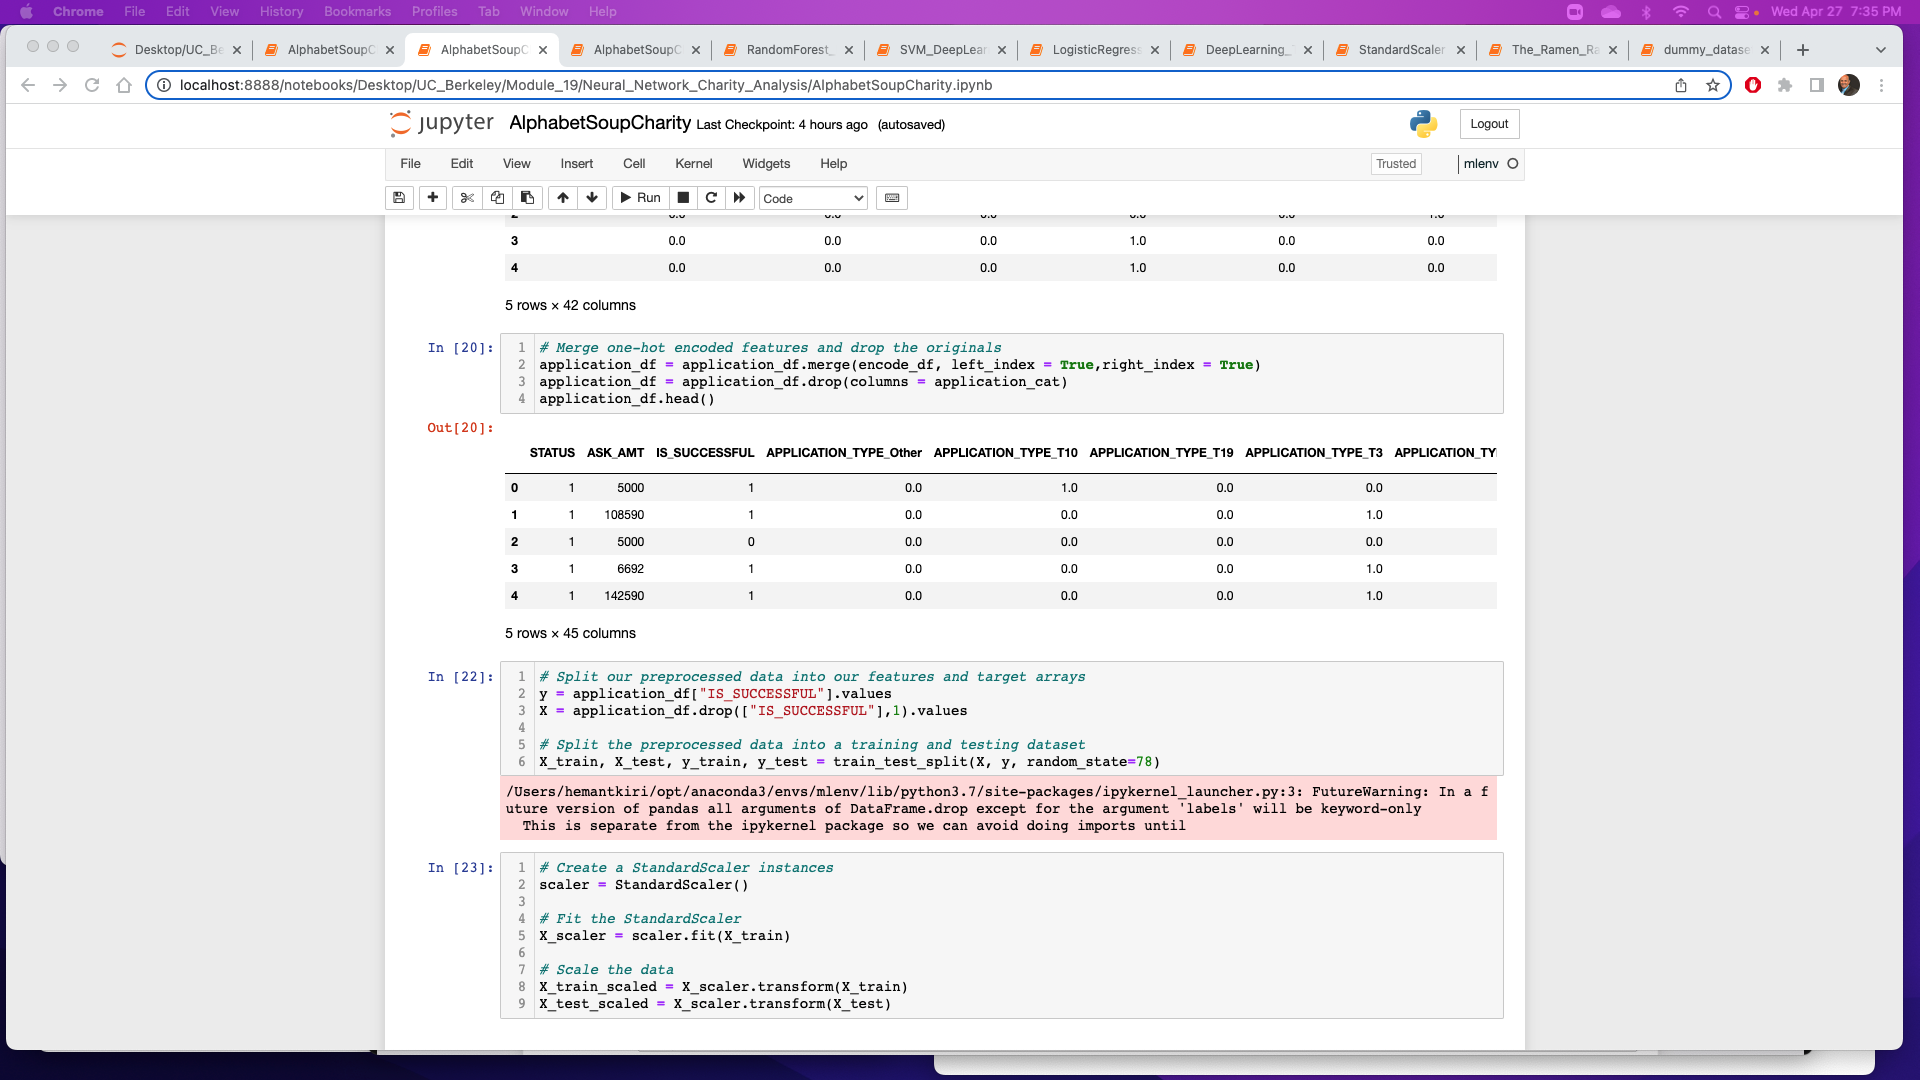 Chrome File Edit View History Bookmarks Profiles Tab Window Help Wed Apr 27 7:35 PM
Desktop/UC_Be AlphabetSoupC AlphabetSoupC AlphabetSoupC RandomForest_ SVM_DeepLear LogisticRegress DeepLearning_ StandardScaler The_Ramen_Ra dummy_datase
localhost:8888/notebooks/Desktop/UC_Berkeley/Module_19/Neural_Network_Charity_Analysis/AlphabetSoupCharity.ipynb
jupyter AlphabetSoupCharity Last Checkpoint: 4 hours ago (autosaved) Logout
File Edit View Insert Cell Kernel Widgets Help Trusted mlenv
Run Code
2 0.0 0.0 0.0 0.0 0.0 1.0
3 0.0 0.0 0.0 1.0 0.0 0.0
4 0.0 0.0 0.0 1.0 0.0 0.0
5 rows × 42 columns
In [20]: 1 # Merge one-hot encoded features and drop the originals
2 application_df = application_df.merge(encode_df, left_index = True,right_index = True)
3 application_df = application_df.drop(columns = application_cat)
4 application_df.head()
Out[20]:
STATUS ASK_AMT IS_SUCCESSFUL APPLICATION_TYPE_Other APPLICATION_TYPE_T10 APPLICATION_TYPE_T19 APPLICATION_TYPE_T3 APPLICATION_TYI
0 1 5000 1 0.0 1.0 0.0 0.0
1 1 108590 1 0.0 0.0 0.0 1.0
2 1 5000 0 0.0 0.0 0.0 0.0
3 1 6692 1 0.0 0.0 0.0 1.0
4 1 142590 1 0.0 0.0 0.0 1.0
5 rows × 45 columns
In [22]: 1 # Split our preprocessed data into our features and target arrays
2 y = application_df["IS_SUCCESSFUL"].values
3 X = application_df.drop(["IS_SUCCESSFUL"],1).values
4
5 # Split the preprocessed data into a training and testing dataset
6 X_train, X_test, y_train, y_test = train_test_split(X, y, random_state=78)
/Users/hemantkiri/opt/anaconda3/envs/mlenv/lib/python3.7/site-packages/ipykernel_launcher.py:3: FutureWarning: In a f
uture version of pandas all arguments of DataFrame.drop except for the argument 'labels' will be keyword-only
This is separate from the ipykernel package so we can avoid doing imports until
In [23]: 1 # Create a StandardScaler instances
2 scaler = StandardScaler()
3
4 # Fit the StandardScaler
5 X_scaler = scaler.fit(X_train)
6
7 # Scale the data
8 X_train_scaled = X_scaler.transform(X_train)
9 X_test_scaled = X_scaler.transform(X_test)